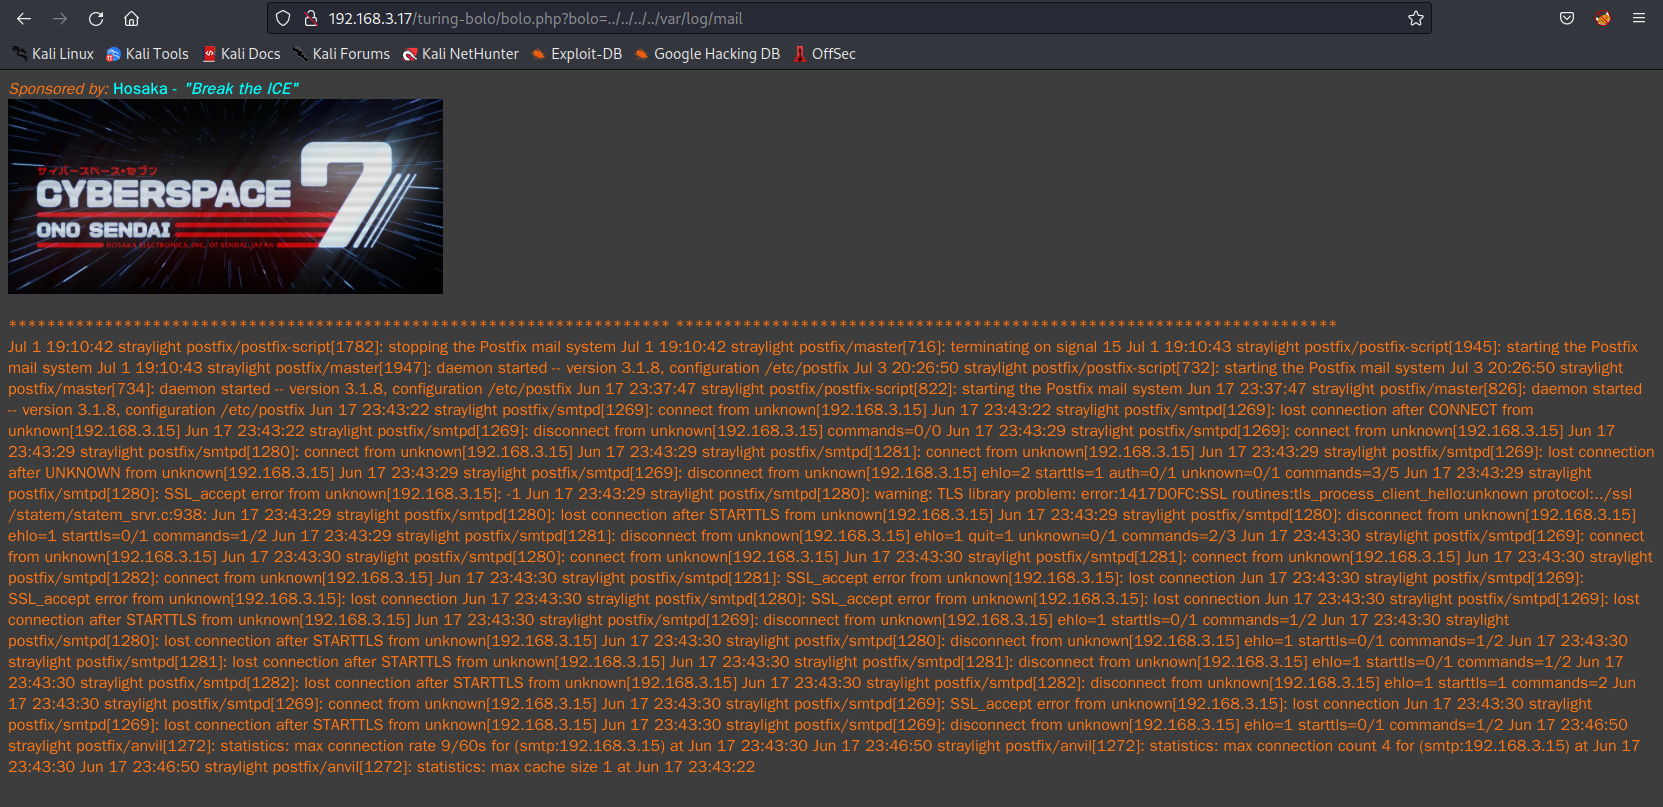 192.168.3.17/turing-bolo/bolo.php?bolo=../../../../var/log/mail
Kali Linux Kali Tools Kali Docs Kali Forums Kali NetHunter Exploit-DB Google Hacking DB OffSec
Sponsored by: Hosaka - "Break the ICE"
サイバースペース・セブン
CYBERSPACE 7
ONO SENDAI
HOSAKA ELECTRONICS, INC. OF SENDAI, JAPAN
********************************************************************** **********************************************************************
Jul 1 19:10:42 straylight postfix/postfix-script[1782]: stopping the Postfix mail system Jul 1 19:10:42 straylight postfix/master[716]: terminating on signal 15 Jul 1 19:10:43 straylight postfix/postfix-script[1945]: starting the Postfix
mail system Jul 1 19:10:43 straylight postfix/master[1947]: daemon started -- version 3.1.8, configuration /etc/postfix Jul 3 20:26:50 straylight postfix/postfix-script[732]: starting the Postfix mail system Jul 3 20:26:50 straylight
postfix/master[734]: daemon started -- version 3.1.8, configuration /etc/postfix Jun 17 23:37:47 straylight postfix/postfix-script[822]: starting the Postfix mail system Jun 17 23:37:47 straylight postfix/master[826]: daemon started
-- version 3.1.8, configuration /etc/postfix Jun 17 23:43:22 straylight postfix/smtpd[1269]: connect from unknown[192.168.3.15] Jun 17 23:43:22 straylight postfix/smtpd[1269]: lost connection after CONNECT from
unknown[192.168.3.15] Jun 17 23:43:22 straylight postfix/smtpd[1269]: disconnect from unknown[192.168.3.15] commands=0/0 Jun 17 23:43:29 straylight postfix/smtpd[1269]: connect from unknown[192.168.3.15] Jun 17
23:43:29 straylight postfix/smtpd[1280]: connect from unknown[192.168.3.15] Jun 17 23:43:29 straylight postfix/smtpd[1281]: connect from unknown[192.168.3.15] Jun 17 23:43:29 straylight postfix/smtpd[1269]: lost connection
after UNKNOWN from unknown[192.168.3.15] Jun 17 23:43:29 straylight postfix/smtpd[1269]: disconnect from unknown[192.168.3.15] ehlo=2 starttls=1 auth=0/1 unknown=0/1 commands=3/5 Jun 17 23:43:29 straylight
postfix/smtpd[1280]: SSL_accept error from unknown[192.168.3.15]: -1 Jun 17 23:43:29 straylight postfix/smtpd[1280]: warning: TLS library problem: error:1417D0FC:SSL routines:tls_process_client_hello:unknown protocol:../ssl
/statem/statem_srvr.c:938: Jun 17 23:43:29 straylight postfix/smtpd[1280]: lost connection after STARTTLS from unknown[192.168.3.15] Jun 17 23:43:29 straylight postfix/smtpd[1280]: disconnect from unknown[192.168.3.15]
ehlo=1 starttls=0/1 commands=1/2 Jun 17 23:43:29 straylight postfix/smtpd[1281]: disconnect from unknown[192.168.3.15] ehlo=1 quit=1 unknown=0/1 commands=2/3 Jun 17 23:43:30 straylight postfix/smtpd[1269]: connect
from unknown[192.168.3.15] Jun 17 23:43:30 straylight postfix/smtpd[1280]: connect from unknown[192.168.3.15] Jun 17 23:43:30 straylight postfix/smtpd[1281]: connect from unknown[192.168.3.15] Jun 17 23:43:30 straylight
postfix/smtpd[1282]: connect from unknown[192.168.3.15] Jun 17 23:43:30 straylight postfix/smtpd[1281]: SSL_accept error from unknown[192.168.3.15]: lost connection Jun 17 23:43:30 straylight postfix/smtpd[1269]:
SSL_accept error from unknown[192.168.3.15]: lost connection Jun 17 23:43:30 straylight postfix/smtpd[1280]: SSL_accept error from unknown[192.168.3.15]: lost connection Jun 17 23:43:30 straylight postfix/smtpd[1269]: lost
connection after STARTTLS from unknown[192.168.3.15] Jun 17 23:43:30 straylight postfix/smtpd[1269]: disconnect from unknown[192.168.3.15] ehlo=1 starttls=0/1 commands=1/2 Jun 17 23:43:30 straylight
postfix/smtpd[1280]: lost connection after STARTTLS from unknown[192.168.3.15] Jun 17 23:43:30 straylight postfix/smtpd[1280]: disconnect from unknown[192.168.3.15] ehlo=1 starttls=0/1 commands=1/2 Jun 17 23:43:30
straylight postfix/smtpd[1281]: lost connection after STARTTLS from unknown[192.168.3.15] Jun 17 23:43:30 straylight postfix/smtpd[1281]: disconnect from unknown[192.168.3.15] ehlo=1 starttls=0/1 commands=1/2 Jun 17
23:43:30 straylight postfix/smtpd[1282]: lost connection after STARTTLS from unknown[192.168.3.15] Jun 17 23:43:30 straylight postfix/smtpd[1282]: disconnect from unknown[192.168.3.15] ehlo=1 starttls=1 commands=2 Jun
17 23:43:30 straylight postfix/smtpd[1269]: connect from unknown[192.168.3.15] Jun 17 23:43:30 straylight postfix/smtpd[1269]: SSL_accept error from unknown[192.168.3.15]: lost connection Jun 17 23:43:30 straylight
postfix/smtpd[1269]: lost connection after STARTTLS from unknown[192.168.3.15] Jun 17 23:43:30 straylight postfix/smtpd[1269]: disconnect from unknown[192.168.3.15] ehlo=1 starttls=0/1 commands=1/2 Jun 17 23:46:50
straylight postfix/anvil[1272]: statistics: max connection rate 9/60s for (smtp:192.168.3.15) at Jun 17 23:43:30 Jun 17 23:46:50 straylight postfix/anvil[1272]: statistics: max connection count 4 for (smtp:192.168.3.15) at Jun 17
23:43:30 Jun 17 23:46:50 straylight postfix/anvil[1272]: statistics: max cache size 1 at Jun 17 23:43:22